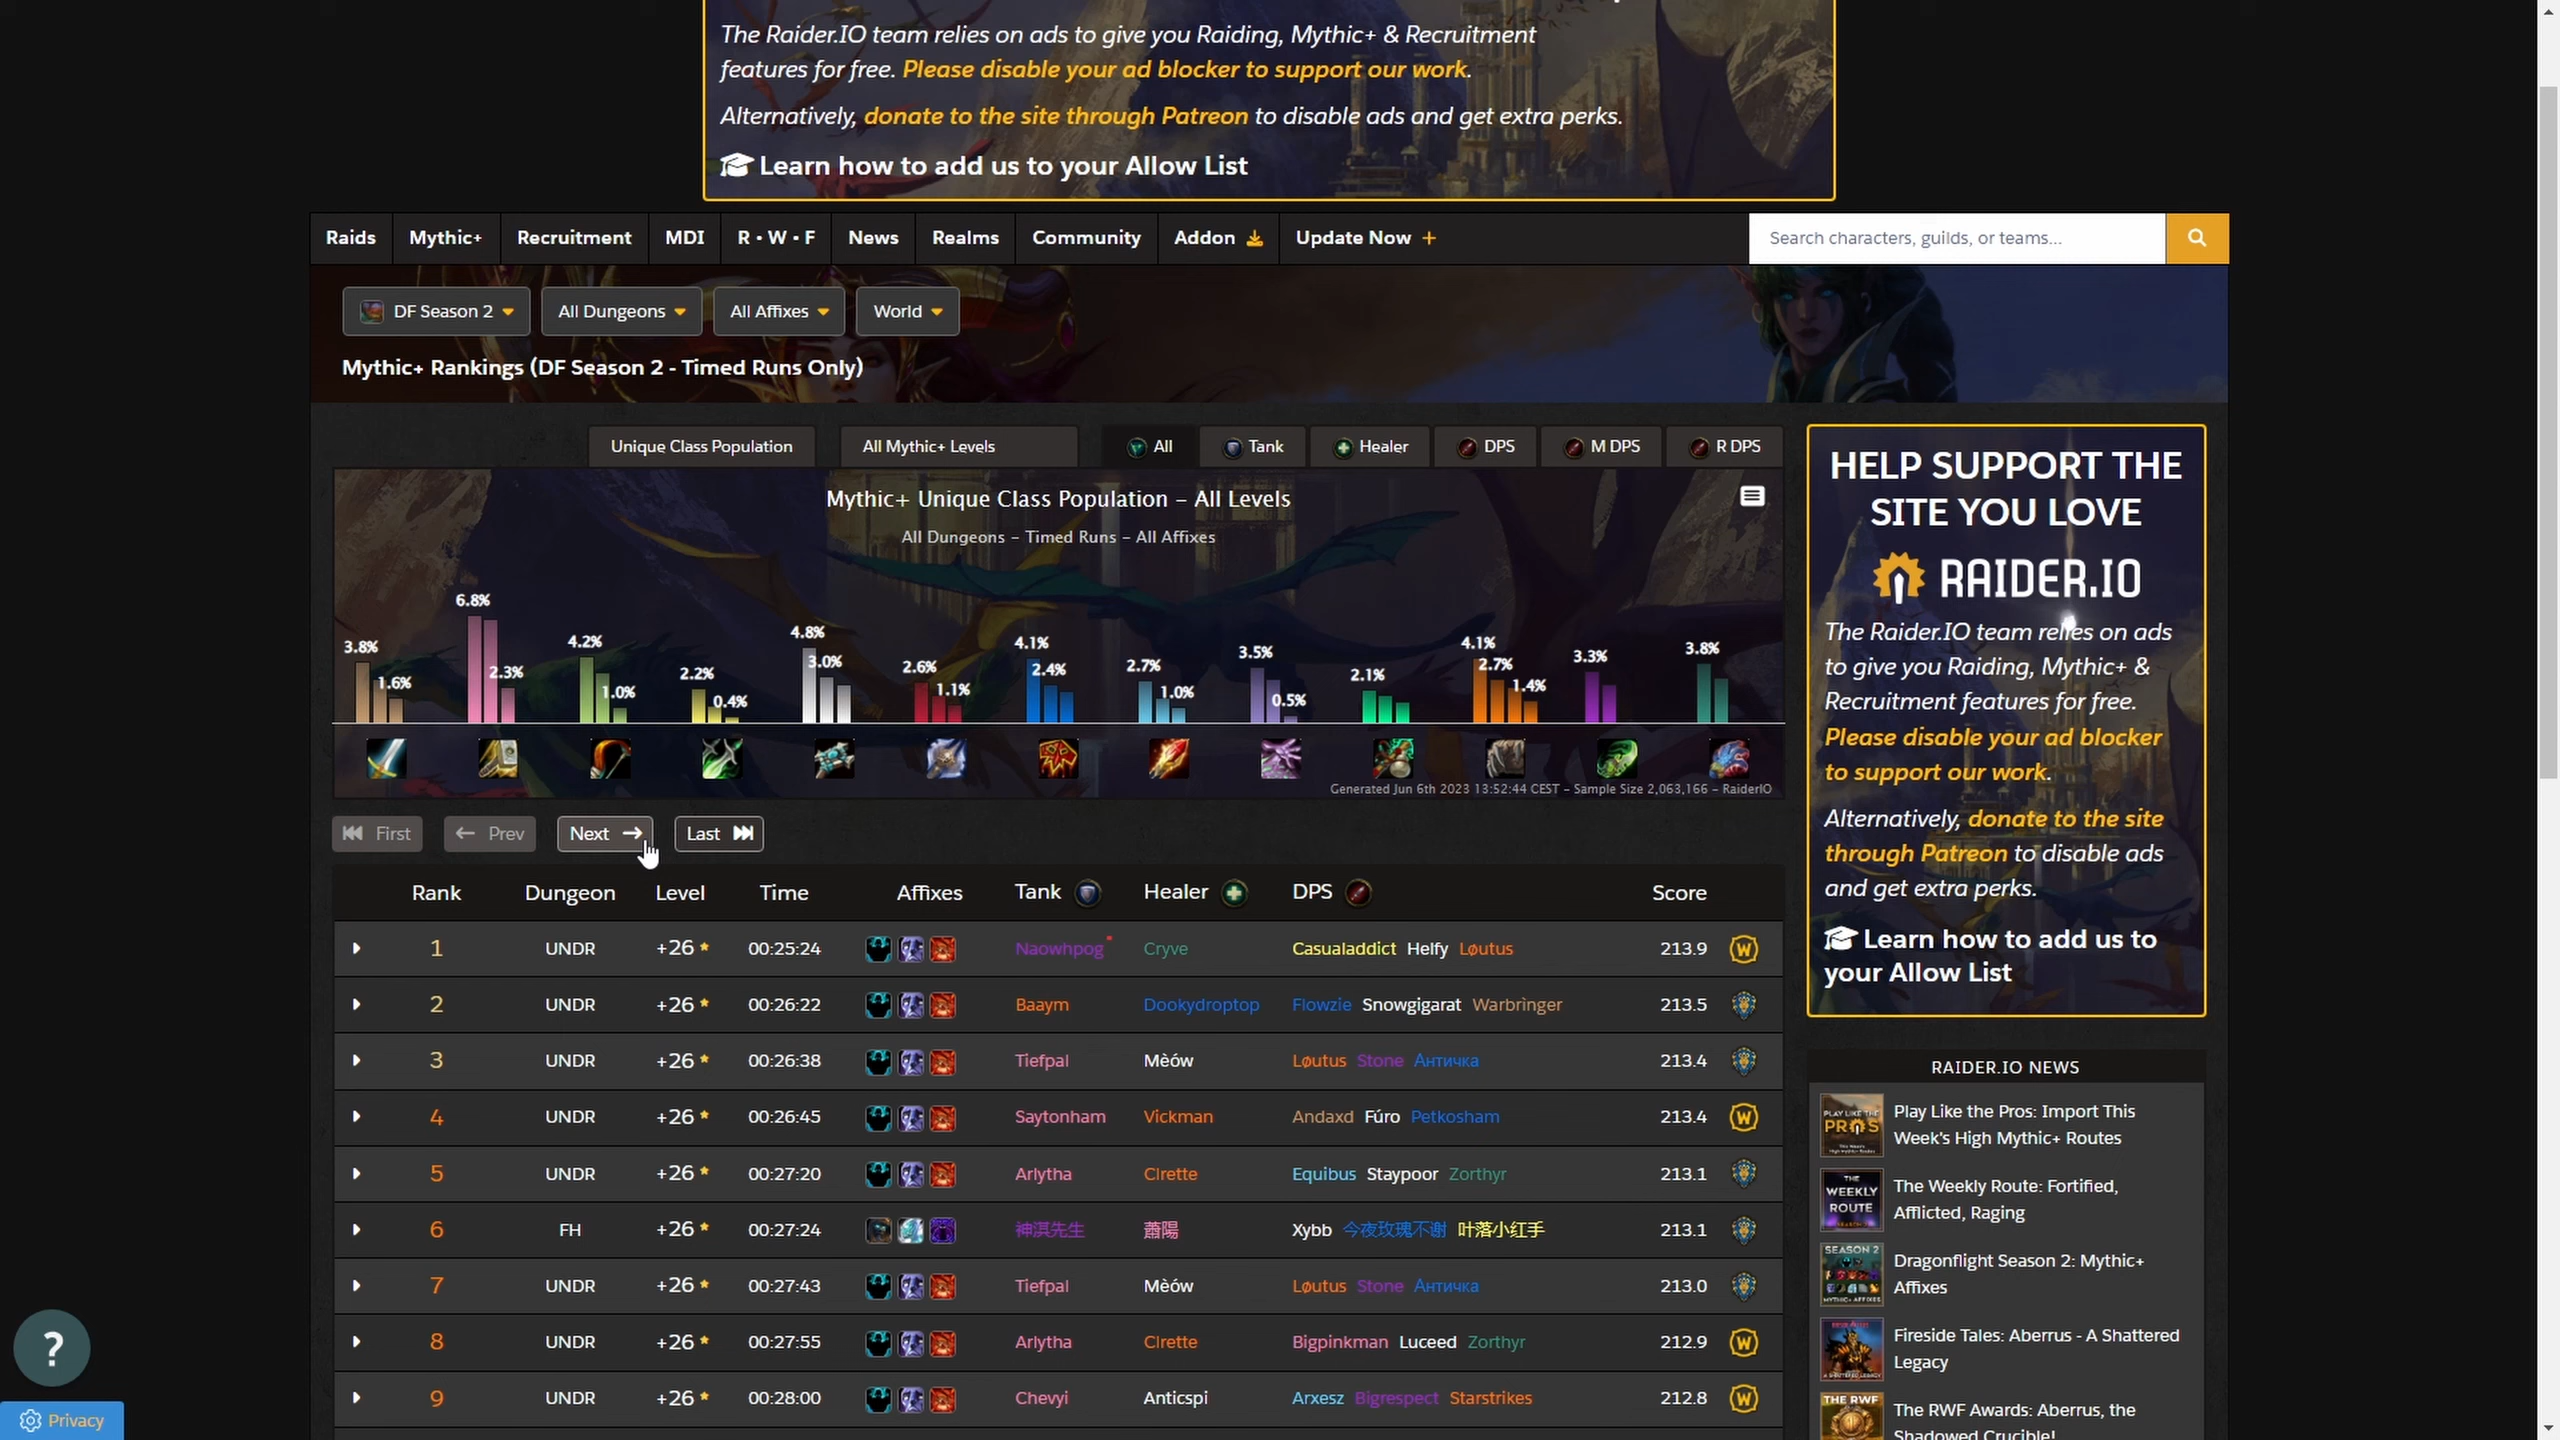 The Raider.IO team relies on ads to give you Raiding, Mythic+ & Recruitment
features for free. Please disable your ad blocker to support our work.
Alternatively, donate to the site through Patreon to disable ads and get extra perks.
Learn how to add us to your Allow List
Raids Mythic+ Recruitment MDI R • W • F News Realms Community Addon Update Now + Search characters, guilds, or teams...
DF Season 2 All Dungeons All Affixes World
Mythic+ Rankings (DF Season 2 - Timed Runs Only)
Unique Class Population All Mythic+ Levels All Tank Healer DPS M DPS R DPS
Mythic+ Unique Class Population – All Levels
All Dungeons – Timed Runs – All Affixes
3.8% 1.6% 6.8% 2.3% 4.2% 1.0% 2.2% 0.4% 4.8% 3.0% 2.6% 1.1% 4.1% 2.4% 2.7% 1.0% 3.5% 0.5% 2.1% 4.1% 2.7% 1.4% 3.3% 3.8%
Generated Jun 6th 2023 13:52:44 CEST – Sample Size 2,063,166 – RaiderIO
First Prev Next Last
Rank Dungeon Level Time Affixes Tank Healer DPS Score
1 UNDR +26 00:25:24 Naowhpog Cryve Casualaddict Helfy Løutus 213.9
2 UNDR +26 00:26:22 Baaym Dookydroptop Flowzie Snowgigarat Warbrìnger 213.5
3 UNDR +26 00:26:38 Tiefpal Mèów Løutus Stone Античка 213.4
4 UNDR +26 00:26:45 Saytonham Vickman Andaxd Fúro Petkosham 213.4
5 UNDR +26 00:27:20 Arlytha Clrette Equibus Staypoor Zorthyr 213.1
6 FH +26 00:27:24 神淇先生 蕭陽 Xybb 今夜玫瑰不谢 叶落小红手 213.1
7 UNDR +26 00:27:43 Tiefpal Mèów Løutus Stone Античка 213.0
8 UNDR +26 00:27:55 Arlytha Clrette Bigpinkman Luceed Zorthyr 212.9
9 UNDR +26 00:28:00 Chevyi Anticspi Arxesz Bigrespect Starstrikes 212.8
HELP SUPPORT THE
SITE YOU LOVE
RAIDER.IO
The Raider.IO team relies on ads
to give you Raiding, Mythic+ &
Recruitment features for free.
Please disable your ad blocker
to support our work.
Alternatively, donate to the site
through Patreon to disable ads
and get extra perks.
Learn how to add us to
your Allow List
RAIDER.IO NEWS
PLAY LIKE THE
PROS
Play Like the Pros: Import This
Week's High Mythic+ Routes
THE
WEEKLY
ROUTE
The Weekly Route: Fortified,
Afflicted, Raging
SEASON 2
MYTHIC+ AFFIXES
Dragonflight Season 2: Mythic+
Affixes
Fireside Tales: Aberrus - A Shattered
Legacy
THE RWF
The RWF Awards: Aberrus, the
Shadowed Crucible!
?
Privacy